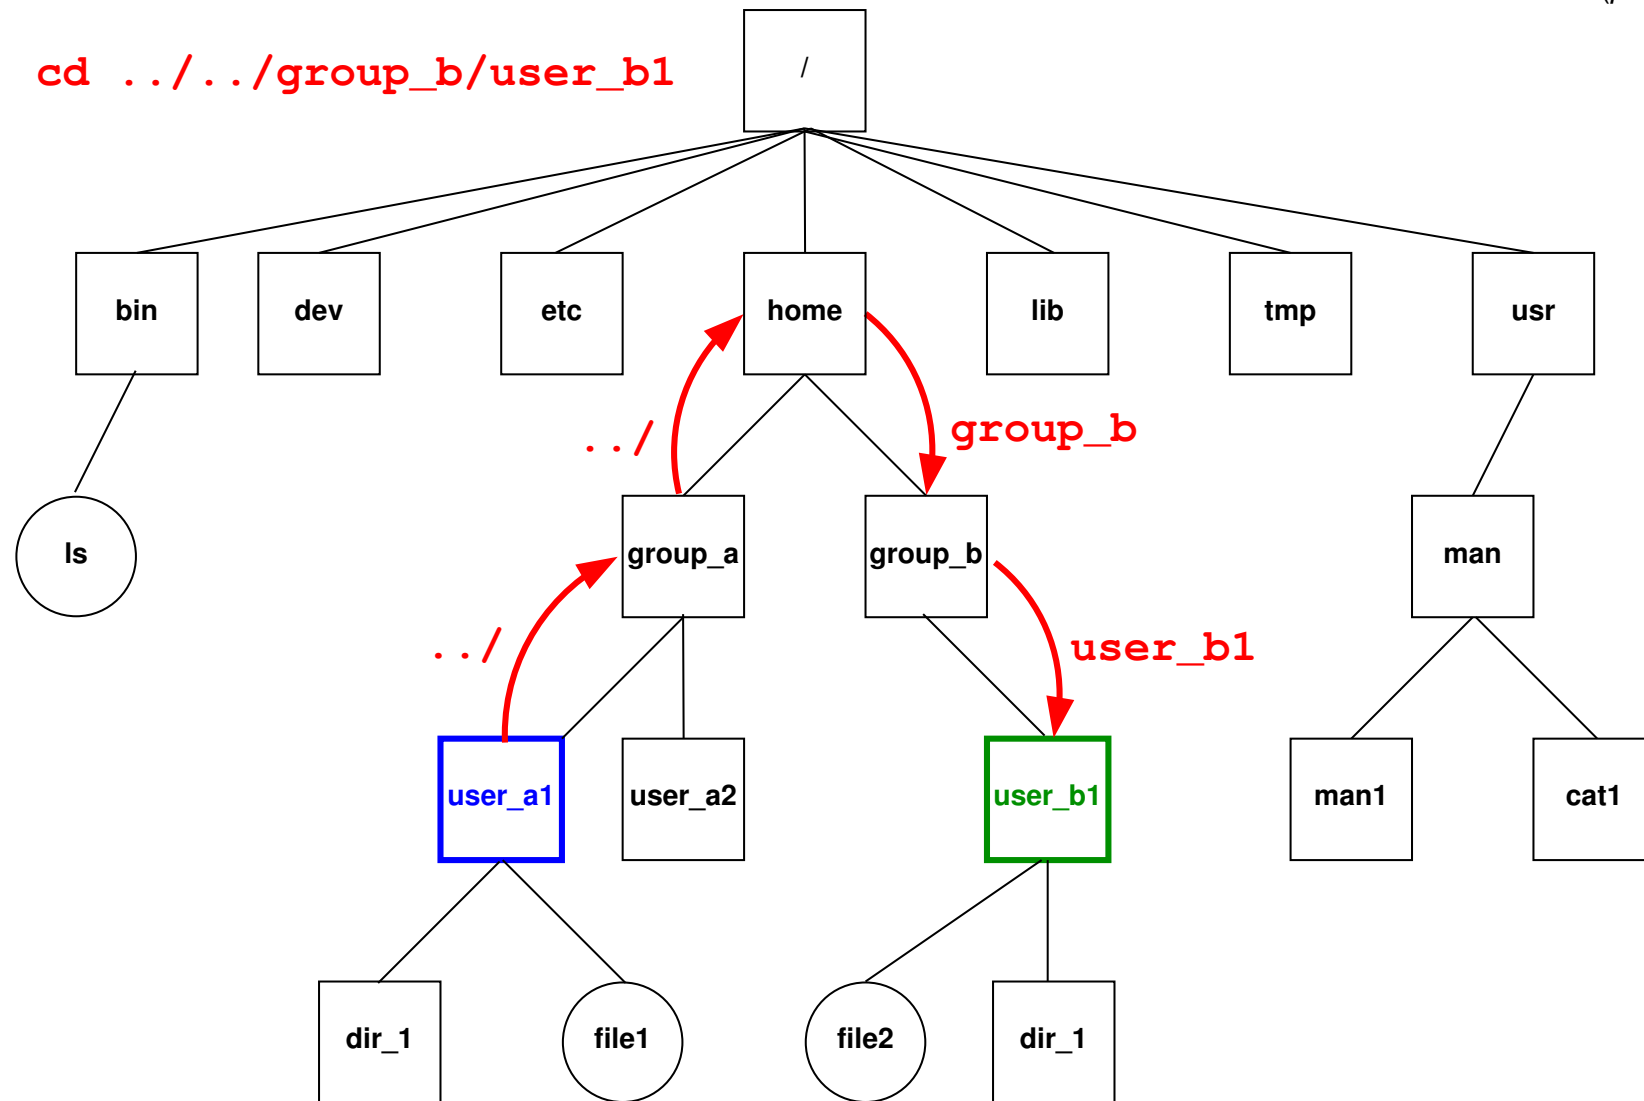 cd ../../group_b/user_b1
/
bin
dev
etc
home
lib
tmp
usr
../
group_b
ls
group_a
group_b
man
../
user_b1
user_a1
user_a2
user_b1
man1
cat1
dir_1
file1
file2
dir_1